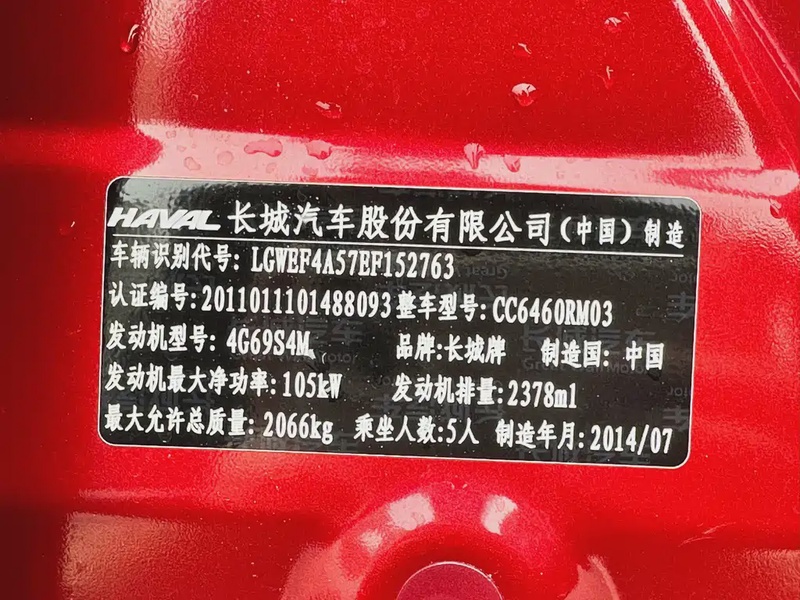 HAVAL 长城汽车股份有限公司(中国)制造
车辆识别代号: LGWEF4A57EF152763
认证编号:2011011101488093 整车型号:CC6460RM03
发动机型号: 4G69S4M 品牌:长城牌 制造国: 中国
发动机最大净功率:105kW 发动机排量:2378ml
最大允许总质量: 2066kg 乘坐人数:5人 制造年月:2014/07